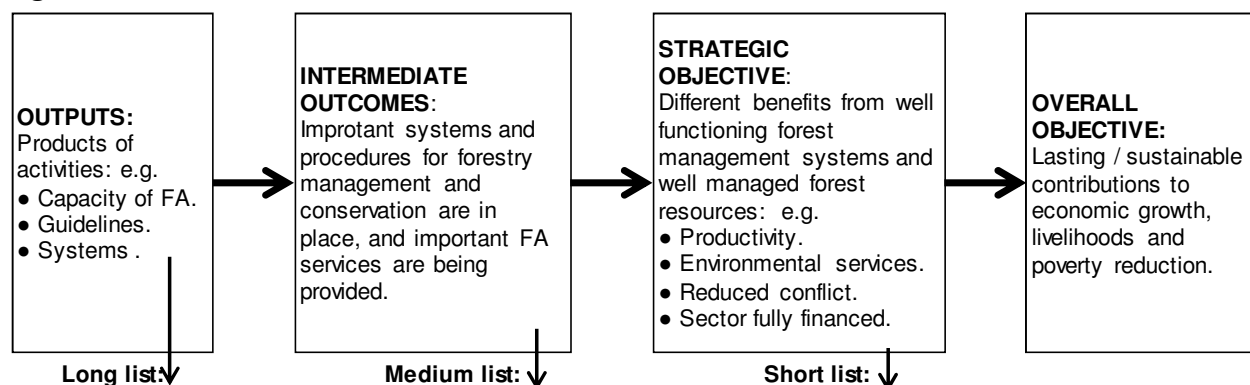 OUTPUTS:
Products of
activities: e.g.
● Capacity of FA.
● Guidelines.
● Systems .
INTERMEDIATE
OUTCOMES:
Improtant systems and
procedures for forestry
management and
conservation are in
place, and important FA
services are being
provided.
STRATEGIC
OBJECTIVE:
Different benefits from well
functioning forest
management systems and
well managed forest
resources: e.g.
● Productivity.
● Environmental services.
● Reduced conflict.
● Sector fully financed.
OVERALL
OBJECTIVE:
Lasting / sustainable
contributions to
economic growth,
livelihoods and
poverty reduction.
Long list:
Medium list:
Short list: